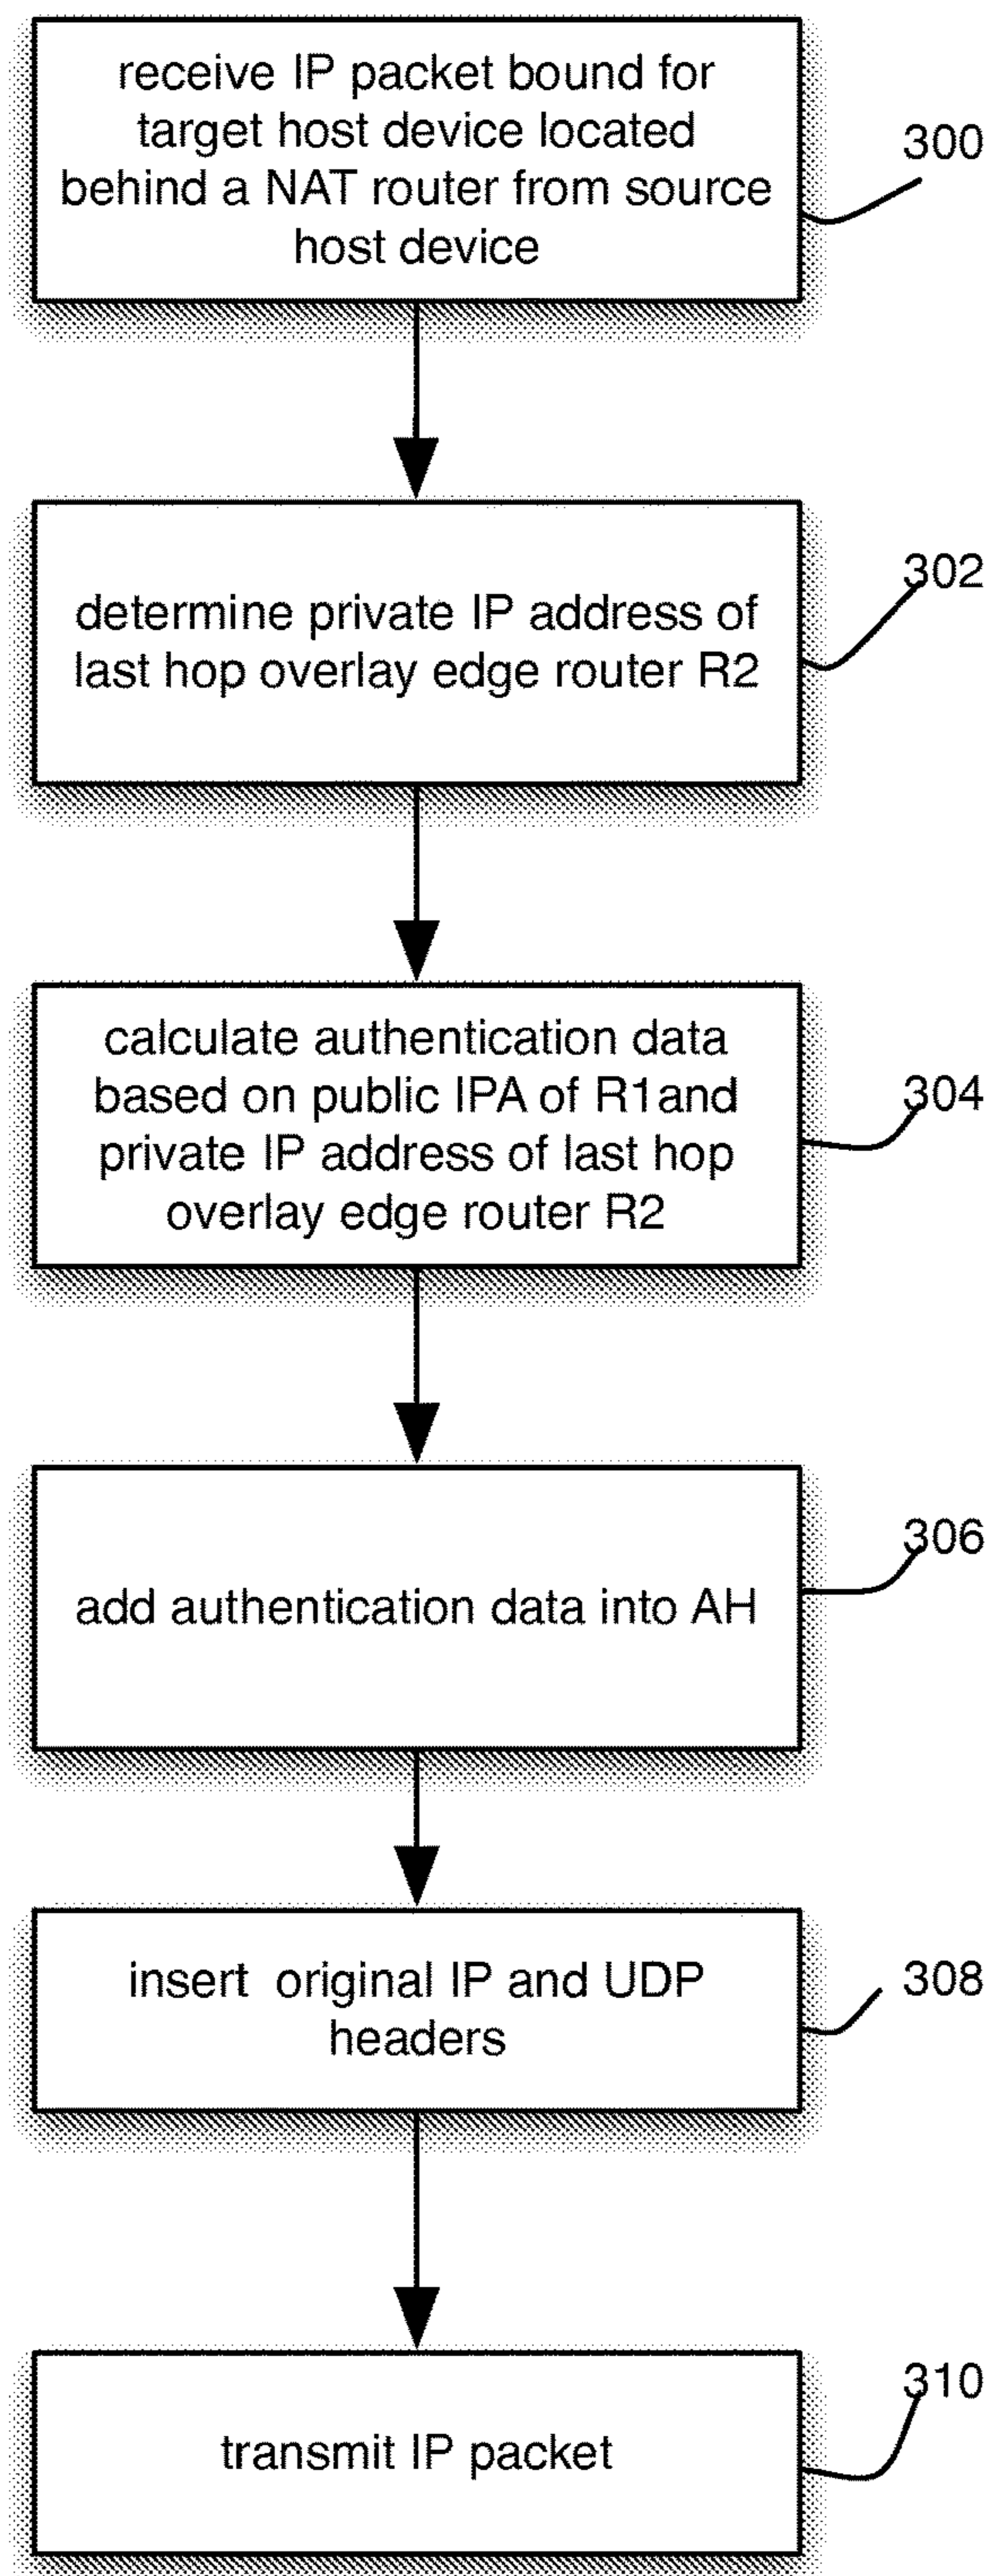 receive IP packet bound for
target host device located
behind a NAT router from source
host device
300
determine private IP address of
last hop overlay edge router R2
302
calculate authentication data
based on public IPA of R1and
private IP address of last hop
overlay edge router R2
304
add authentication data into AH
306
insert original IP and UDP
headers
308
transmit IP packet
310